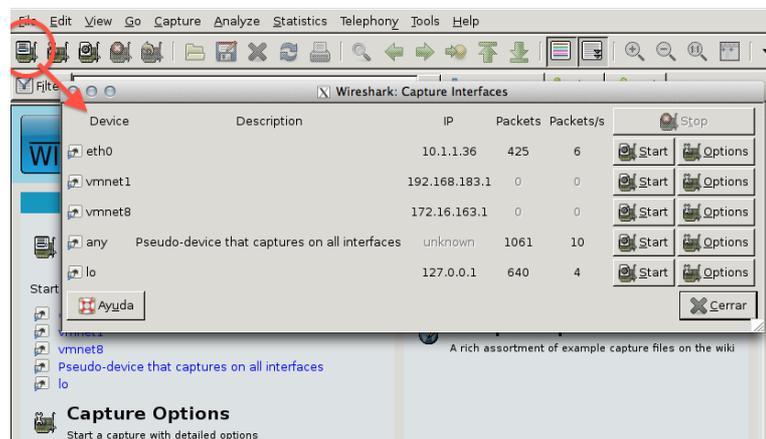 File Edit View Go Capture Analyze Statistics Telephony Tools Help
Wireshark: Capture Interfaces
Device Description IP Packets Packets/s Stop
eth0 10.1.1.36 425 6 Start Options
vmnet1 192.168.183.1 0 0 Start Options
vmnet8 172.16.163.1 0 0 Start Options
any Pseudo-device that captures on all interfaces unknown 1061 10 Start Options
lo 127.0.0.1 640 4 Start Options
Ayuda Cerrar
WI
Start
vmnet1
vmnet8
Pseudo-device that captures on all interfaces
lo
A rich assortment of example capture files on the wiki
Capture Options
Start a capture with detailed options